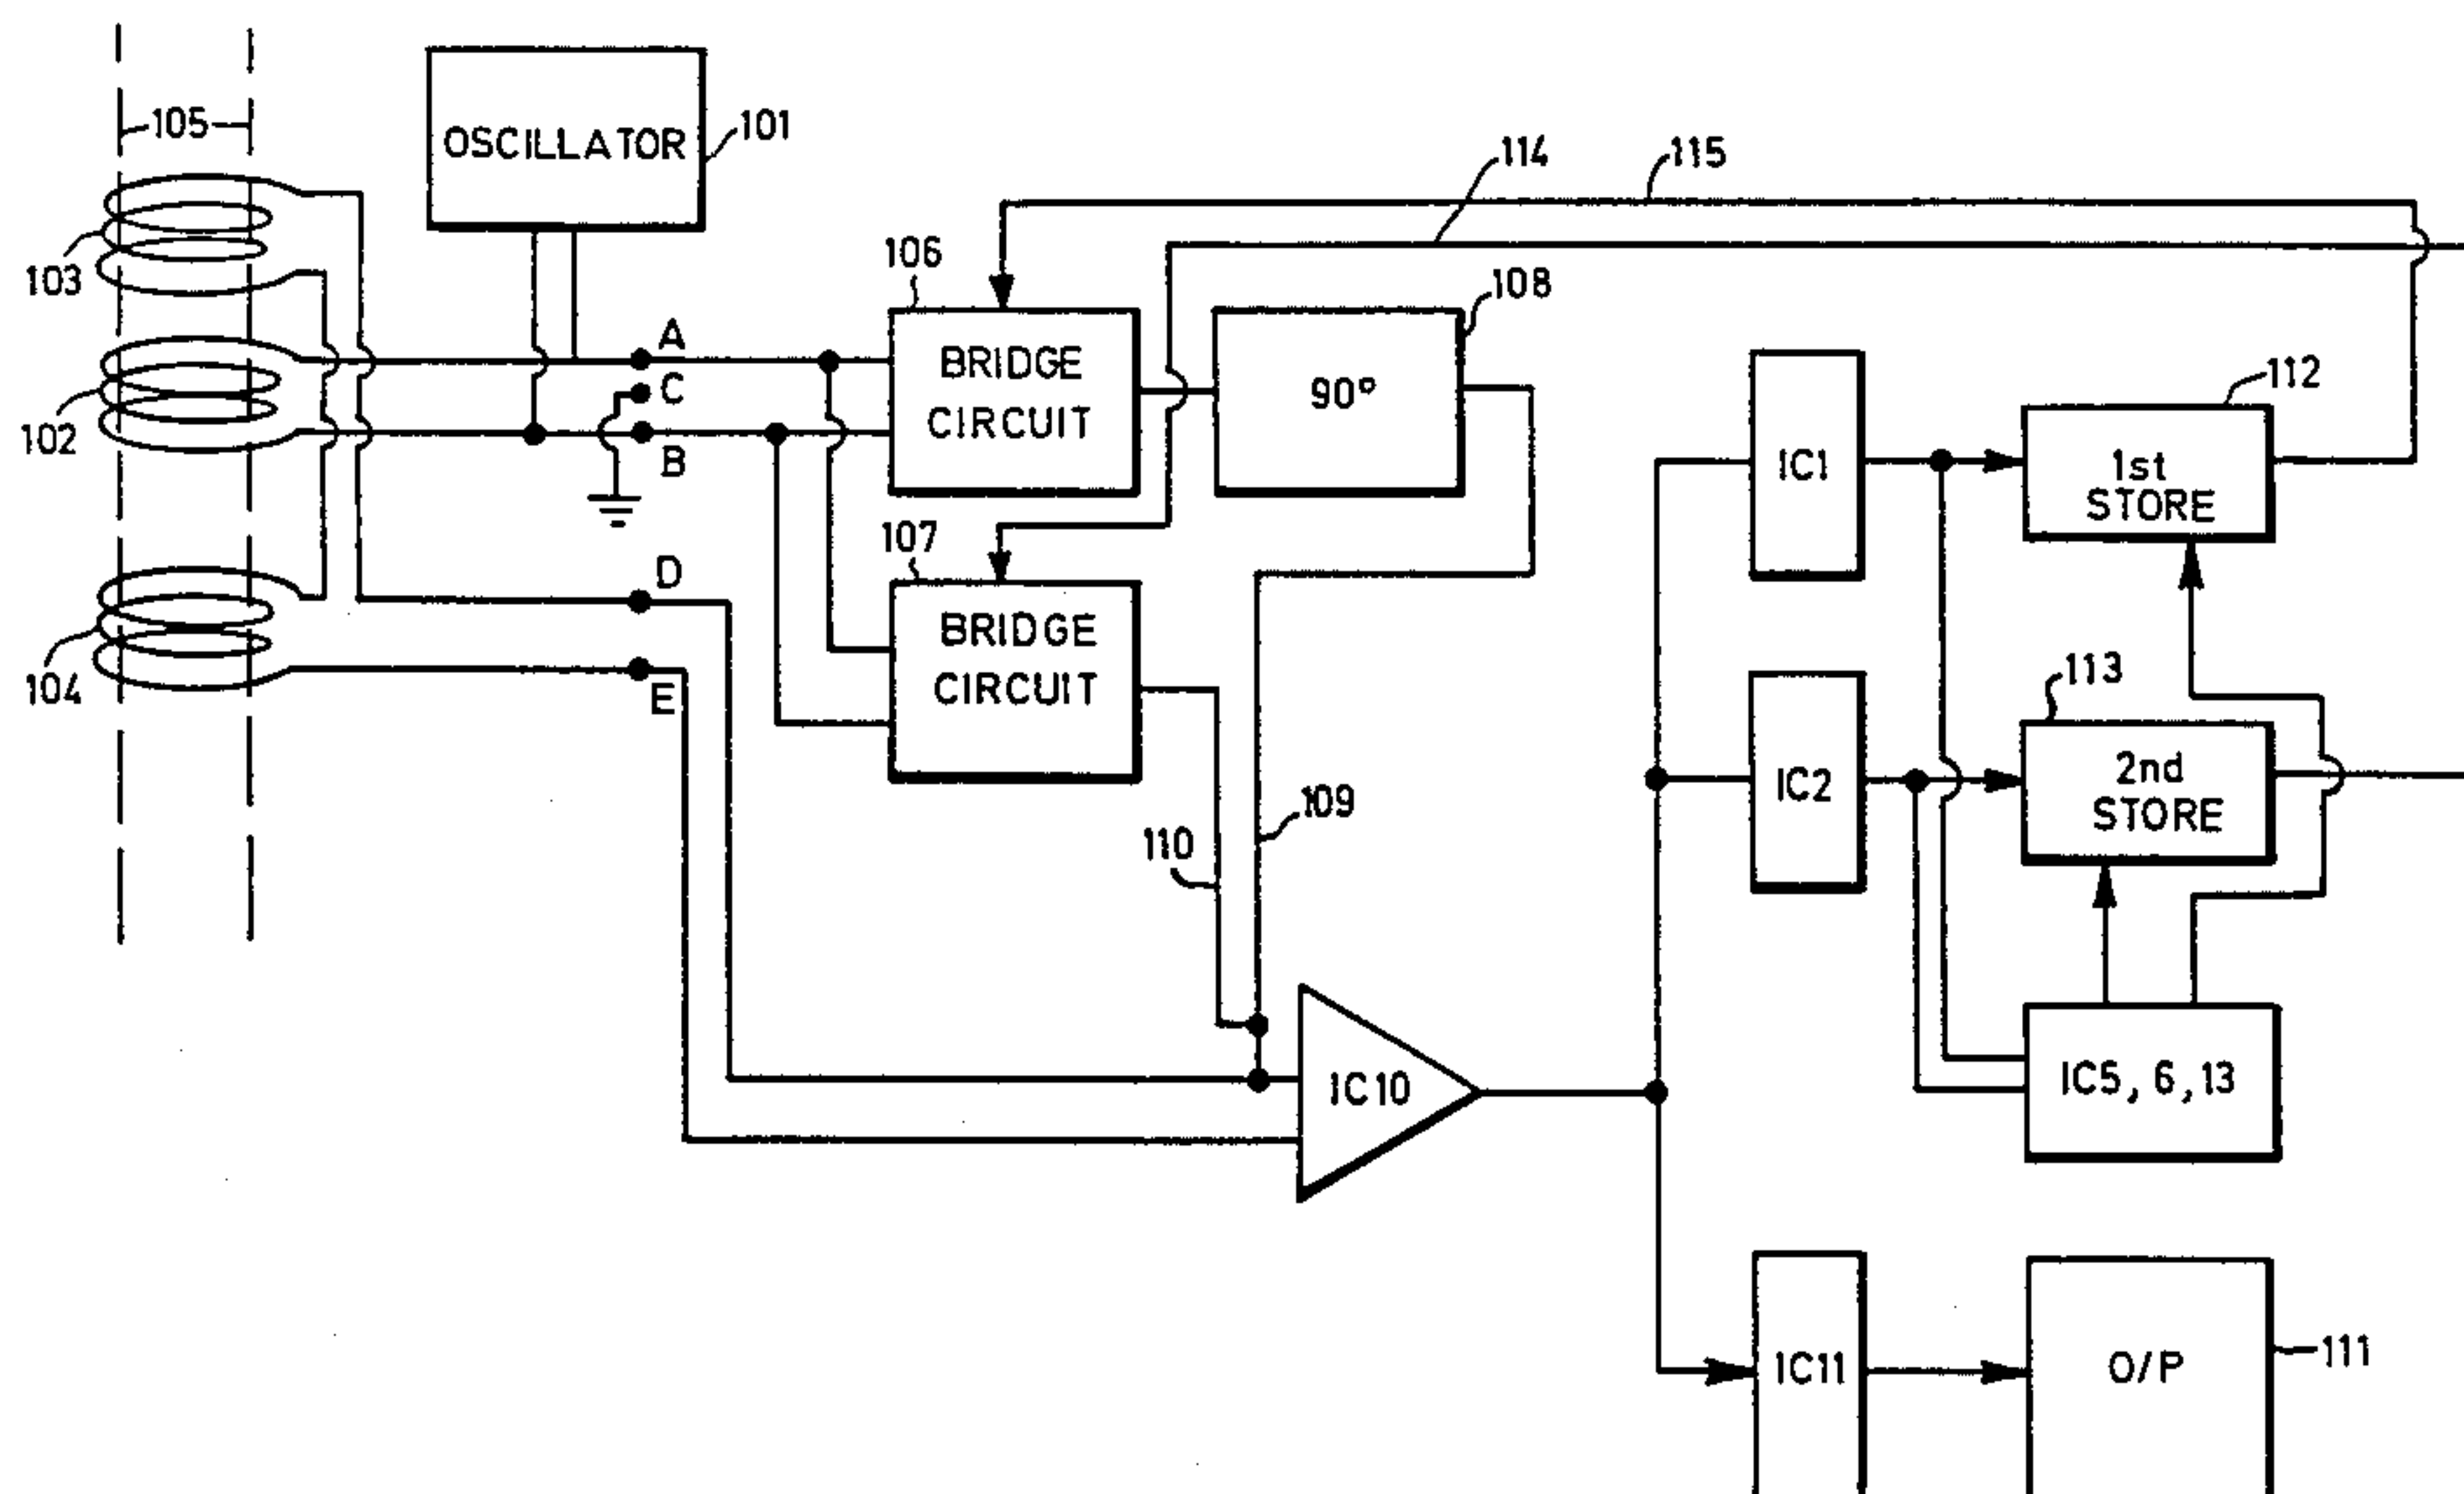 105
OSCILLATOR
101
103
102
104
A
C
B
D
E
106
BRIDGE
CIRCUIT
107
BRIDGE
CIRCUIT
114
115
108
90°
110
109
IC10
IC1
112
1st
STORE
IC2
113
2nd
STORE
IC5, 6, 13
IC11
O/P
111